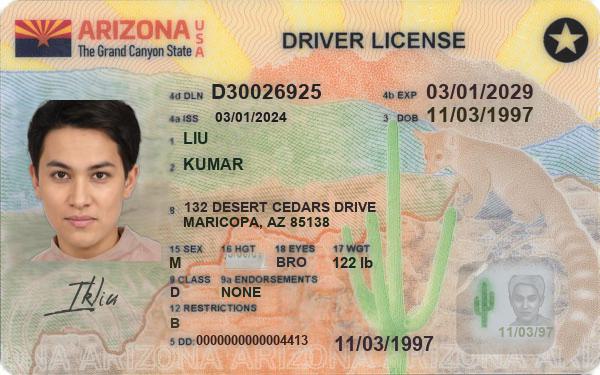 ARIZONA USA
The Grand Canyon State
DRIVER LICENSE
4d DLN D30026925
4b EXP 03/01/2029
4a ISS 03/01/2024
3 DOB 11/03/1997
1 LIU
2 KUMAR
8 132 DESERT CEDARS DRIVE
MARICOPA, AZ 85138
15 SEX 16 HGT 18 EYES 17 WGT
M BRO 122 lb
9 CLASS 9a ENDORSEMENTS
D NONE
12 RESTRICTIONS
B
5 DD: 0000000000004413
11/03/1997
11/03/97
ARIZONA ARIZONA ARIZONA